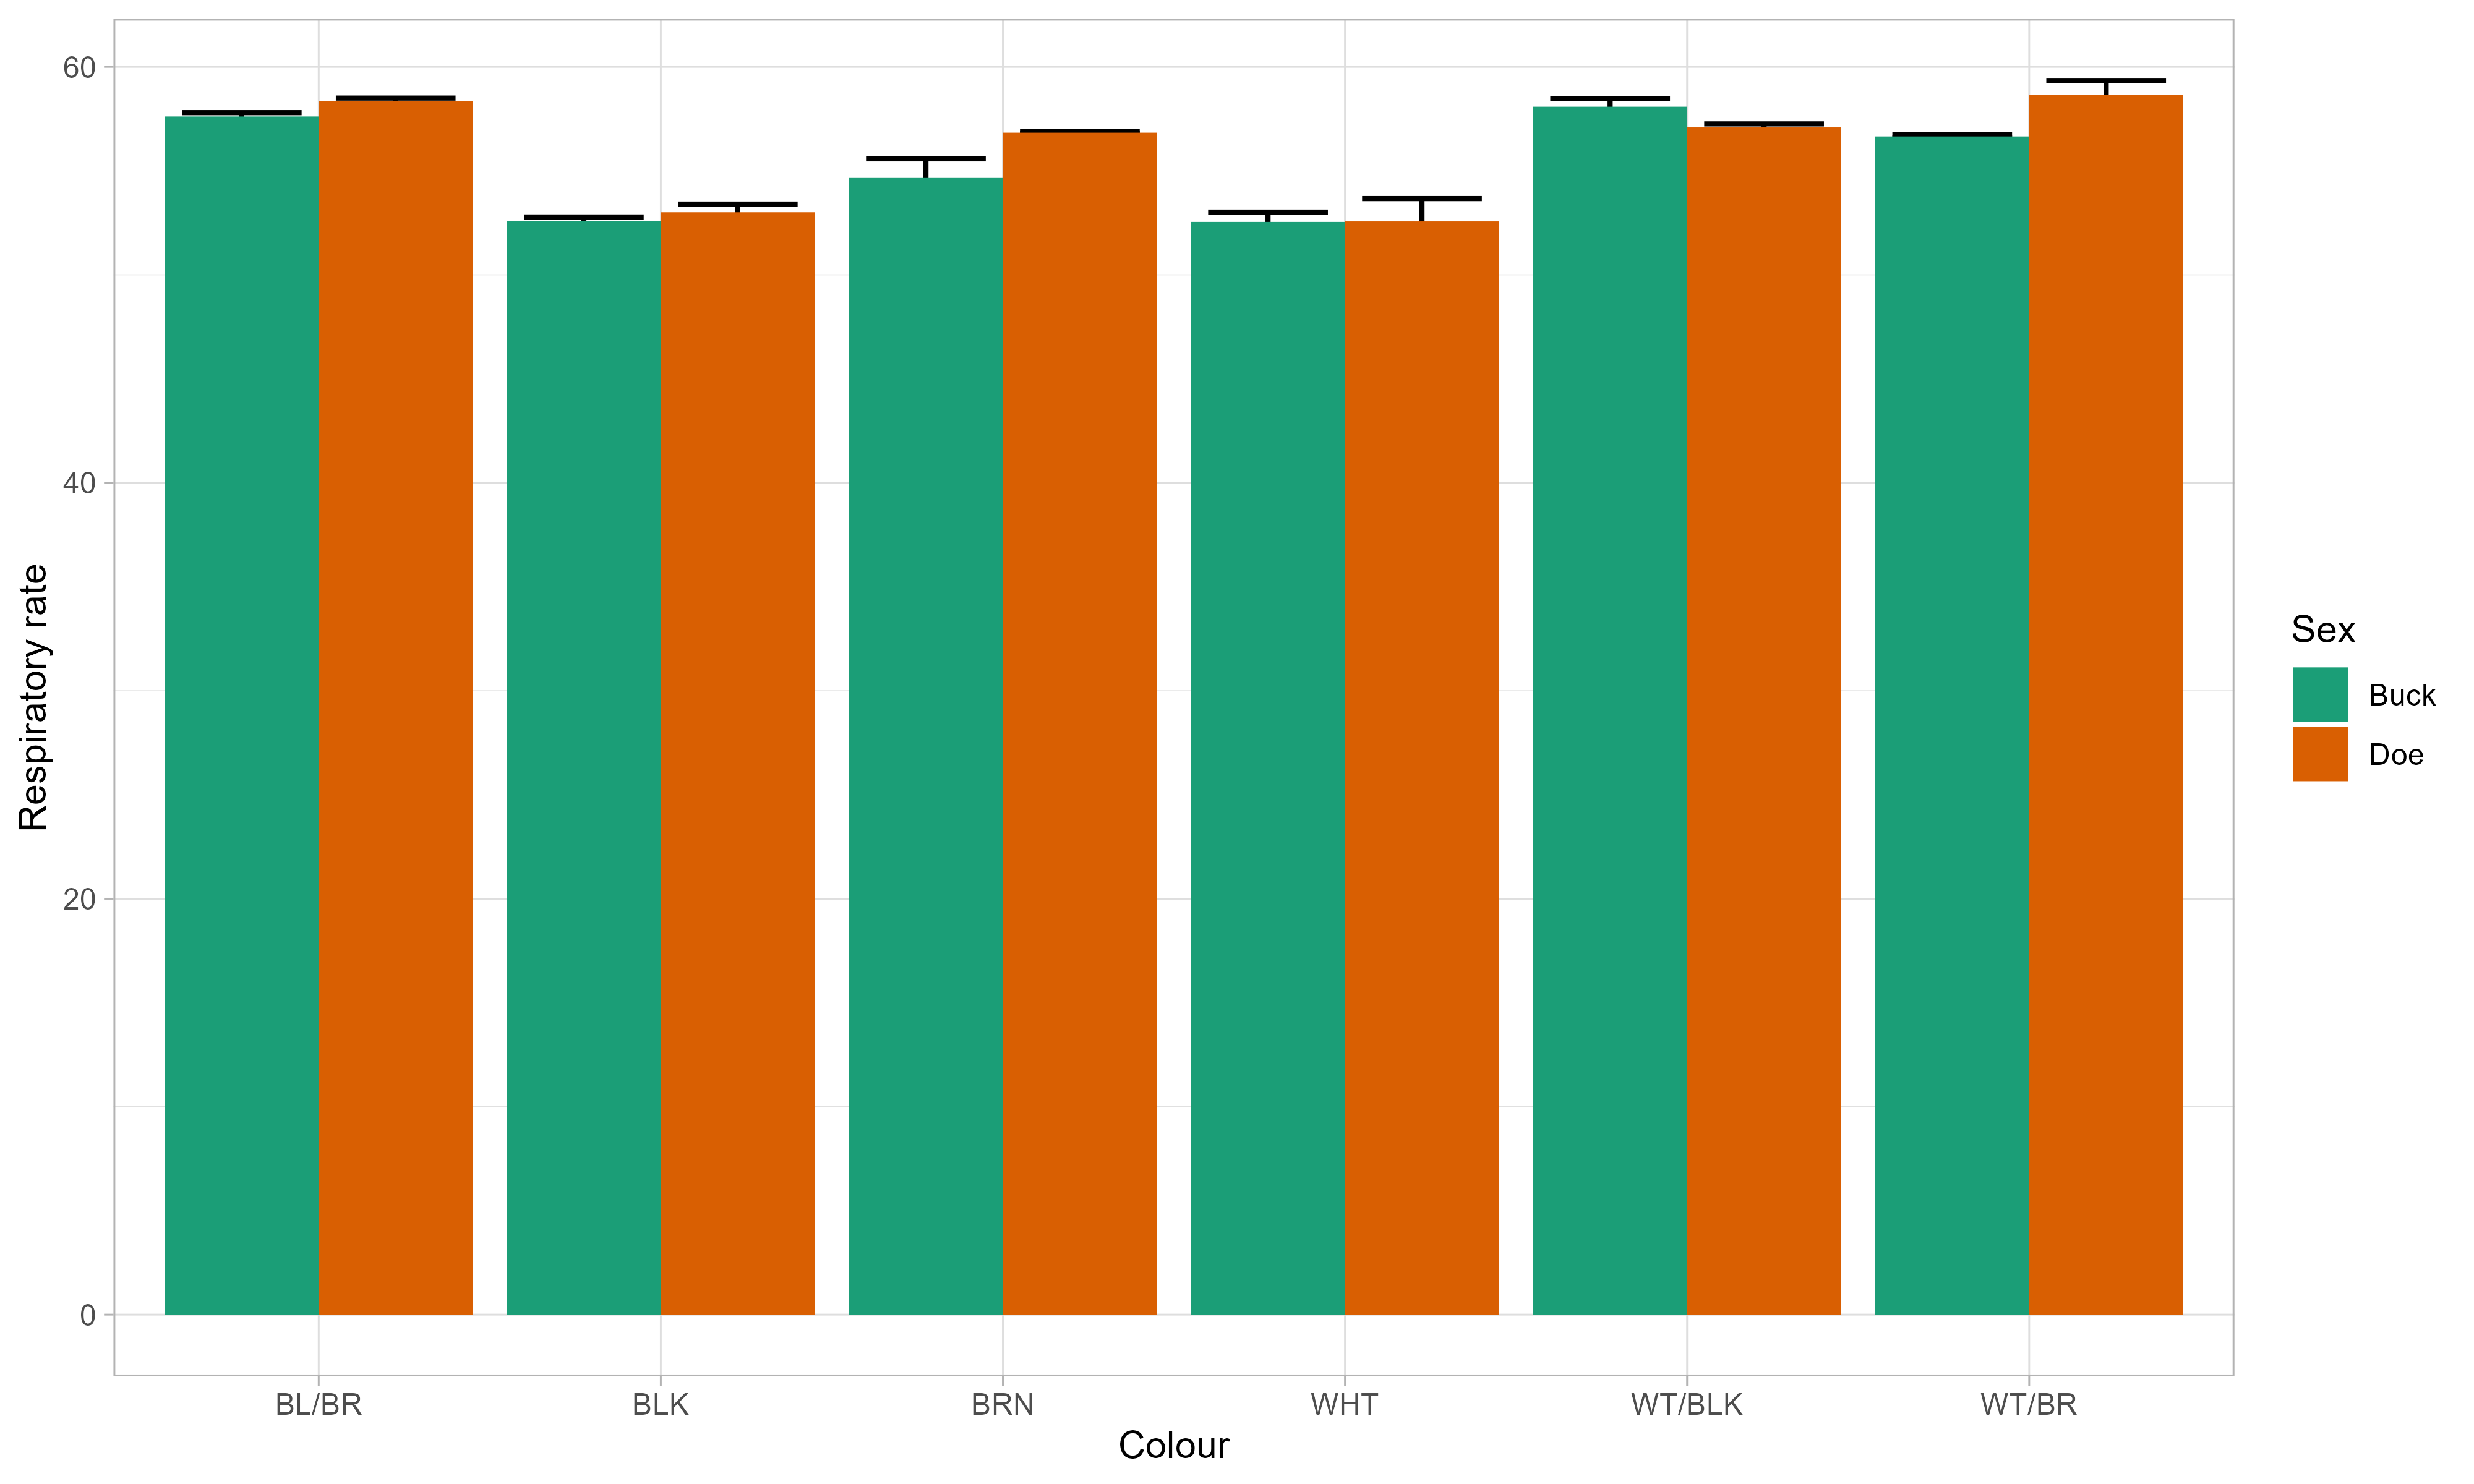 60
40
20
0
Respiratory rate
BL/BR
BLK
BRN
WHT
WT/BLK
WT/BR
Colour
Sex
Buck
Doe